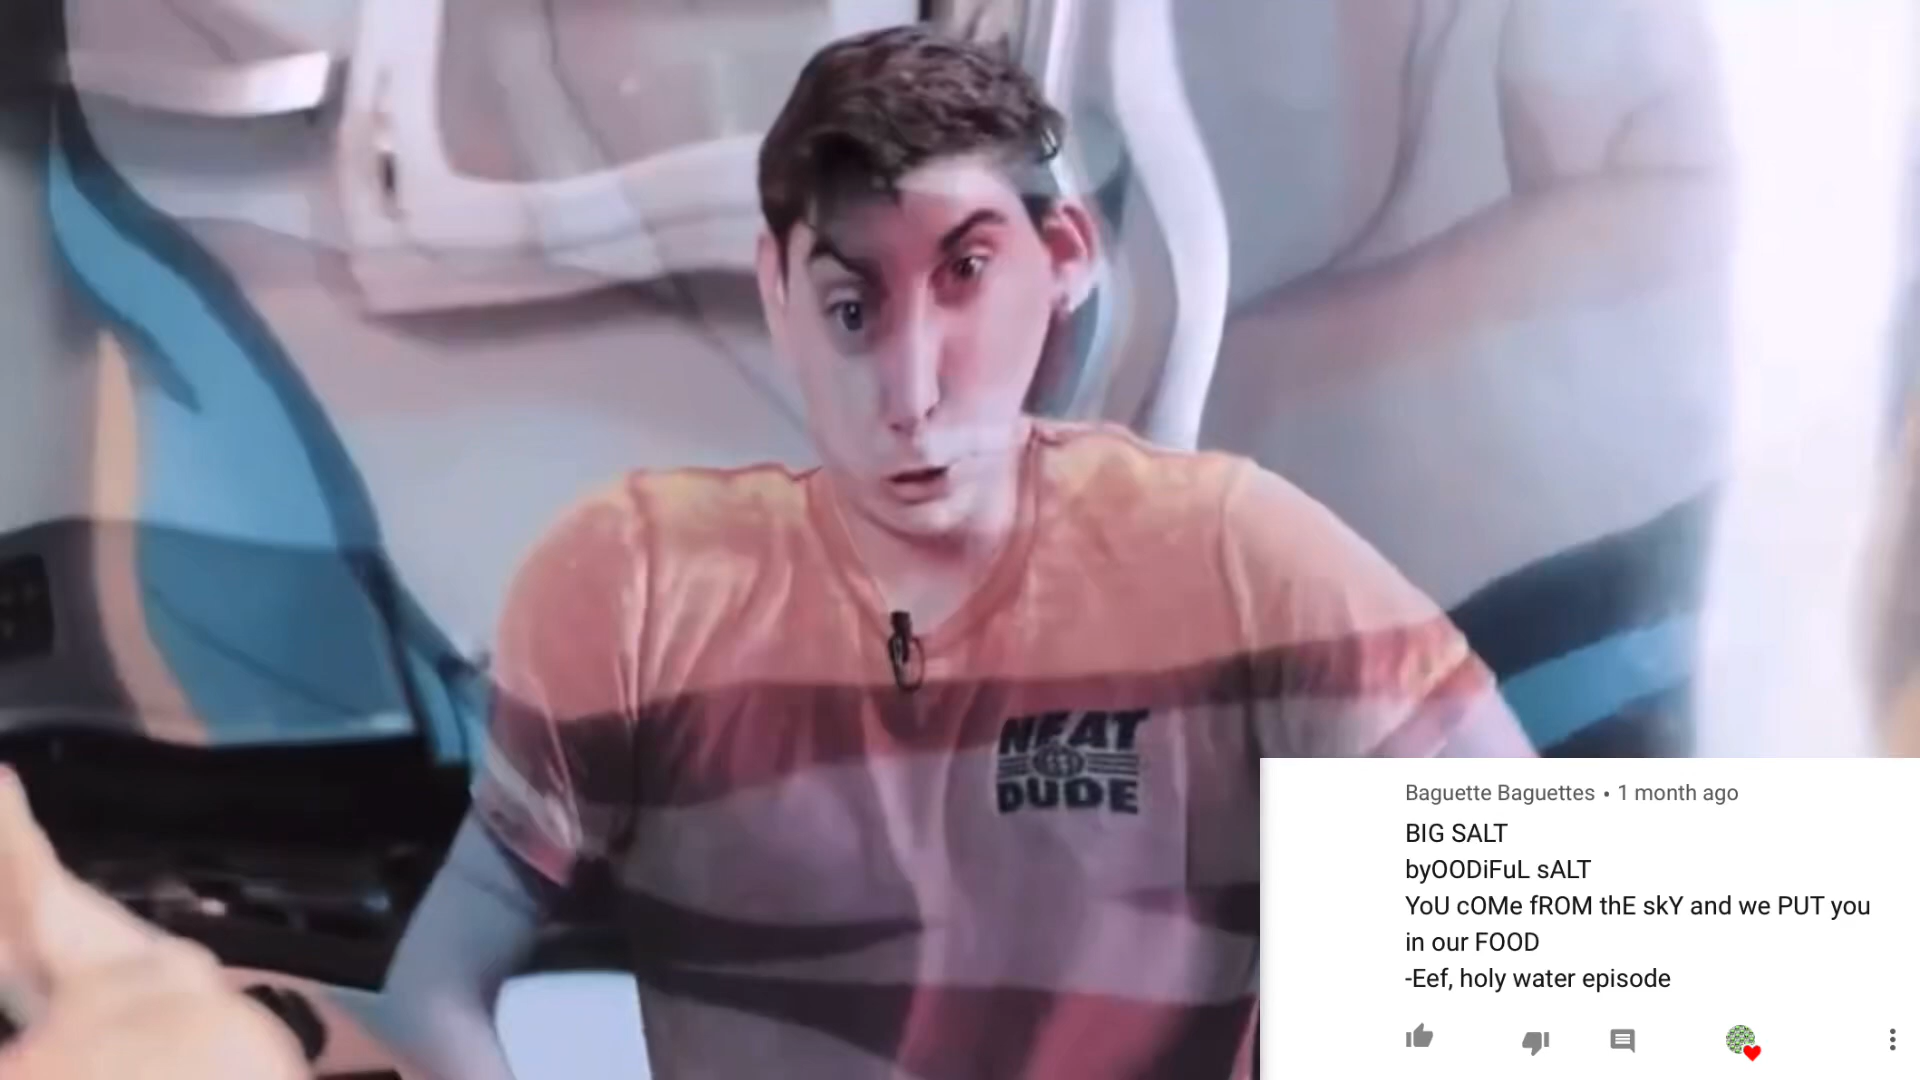 NEAT
DUDE
Baguette Baguettes • 1 month ago
BIG SALT
byOODiFuL sALT
YoU cOMe fROM thE skY and we PUT you
in our FOOD
-Eef, holy water episode